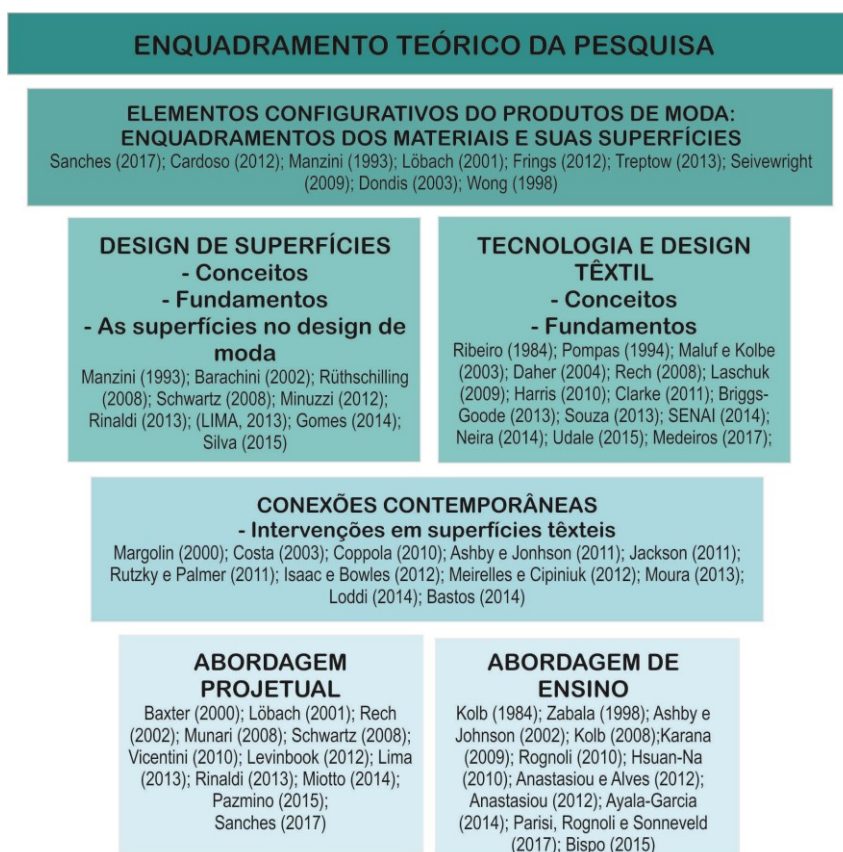 ENQUADRAMENTO TEÓRICO DA PESQUISA
ELEMENTOS CONFIGURATIVOS DO PRODUTOS DE MODA:
ENQUADRAMENTOS DOS MATERIAIS E SUAS SUPERFÍCIES
Sanches (2017); Cardoso (2012); Manzini (1993); Löbach (2001); Frings (2012); Treptow (2013); Seivewright
(2009); Dondis (2003); Wong (1998)
DESIGN DE SUPERFÍCIES
- Conceitos
- Fundamentos
- As superfícies no design de
moda
Manzini (1993); Barachini (2002); Rüthschilling
(2008); Schwartz (2008); Minuzzi (2012);
Rinaldi (2013); (LIMA, 2013); Gomes (2014);
Silva (2015)
TECNOLOGIA E DESIGN
TÊXTIL
- Conceitos
- Fundamentos
Ribeiro (1984); Pompas (1994); Maluf e Kolbe
(2003); Daher (2004); Rech (2008); Laschuk
(2009); Harris (2010); Clarke (2011); Briggs-
Goode (2013); Souza (2013); SENAI (2014);
Neira (2014); Udale (2015); Medeiros (2017);
CONEXÕES CONTEMPORÂNEAS
- Intervenções em superfícies têxteis
Margolin (2000); Costa (2003); Coppola (2010); Ashby e Jonhson (2011); Jackson (2011);
Rutzky e Palmer (2011); Isaac e Bowles (2012); Meirelles e Cipiniuk (2012); Moura (2013);
Loddi (2014); Bastos (2014)
ABORDAGEM
PROJETUAL
Baxter (2000); Löbach (2001); Rech
(2002); Munari (2008); Schwartz (2008);
Vicentini (2010); Levinbook (2012); Lima
(2013); Rinaldi (2013); Miotto (2014);
Pazmino (2015);
Sanches (2017)
ABORDAGEM DE
ENSINO
Kolb (1984); Zabala (1998); Ashby e
Johnson (2002); Kolb (2008);Karana
(2009); Rognoli (2010); Hsuan-Na
(2010); Anastasiou e Alves (2012);
Anastasiou (2012); Ayala-Garcia
(2014); Parisi, Rognoli e Sonneveld
(2017); Bispo (2015)